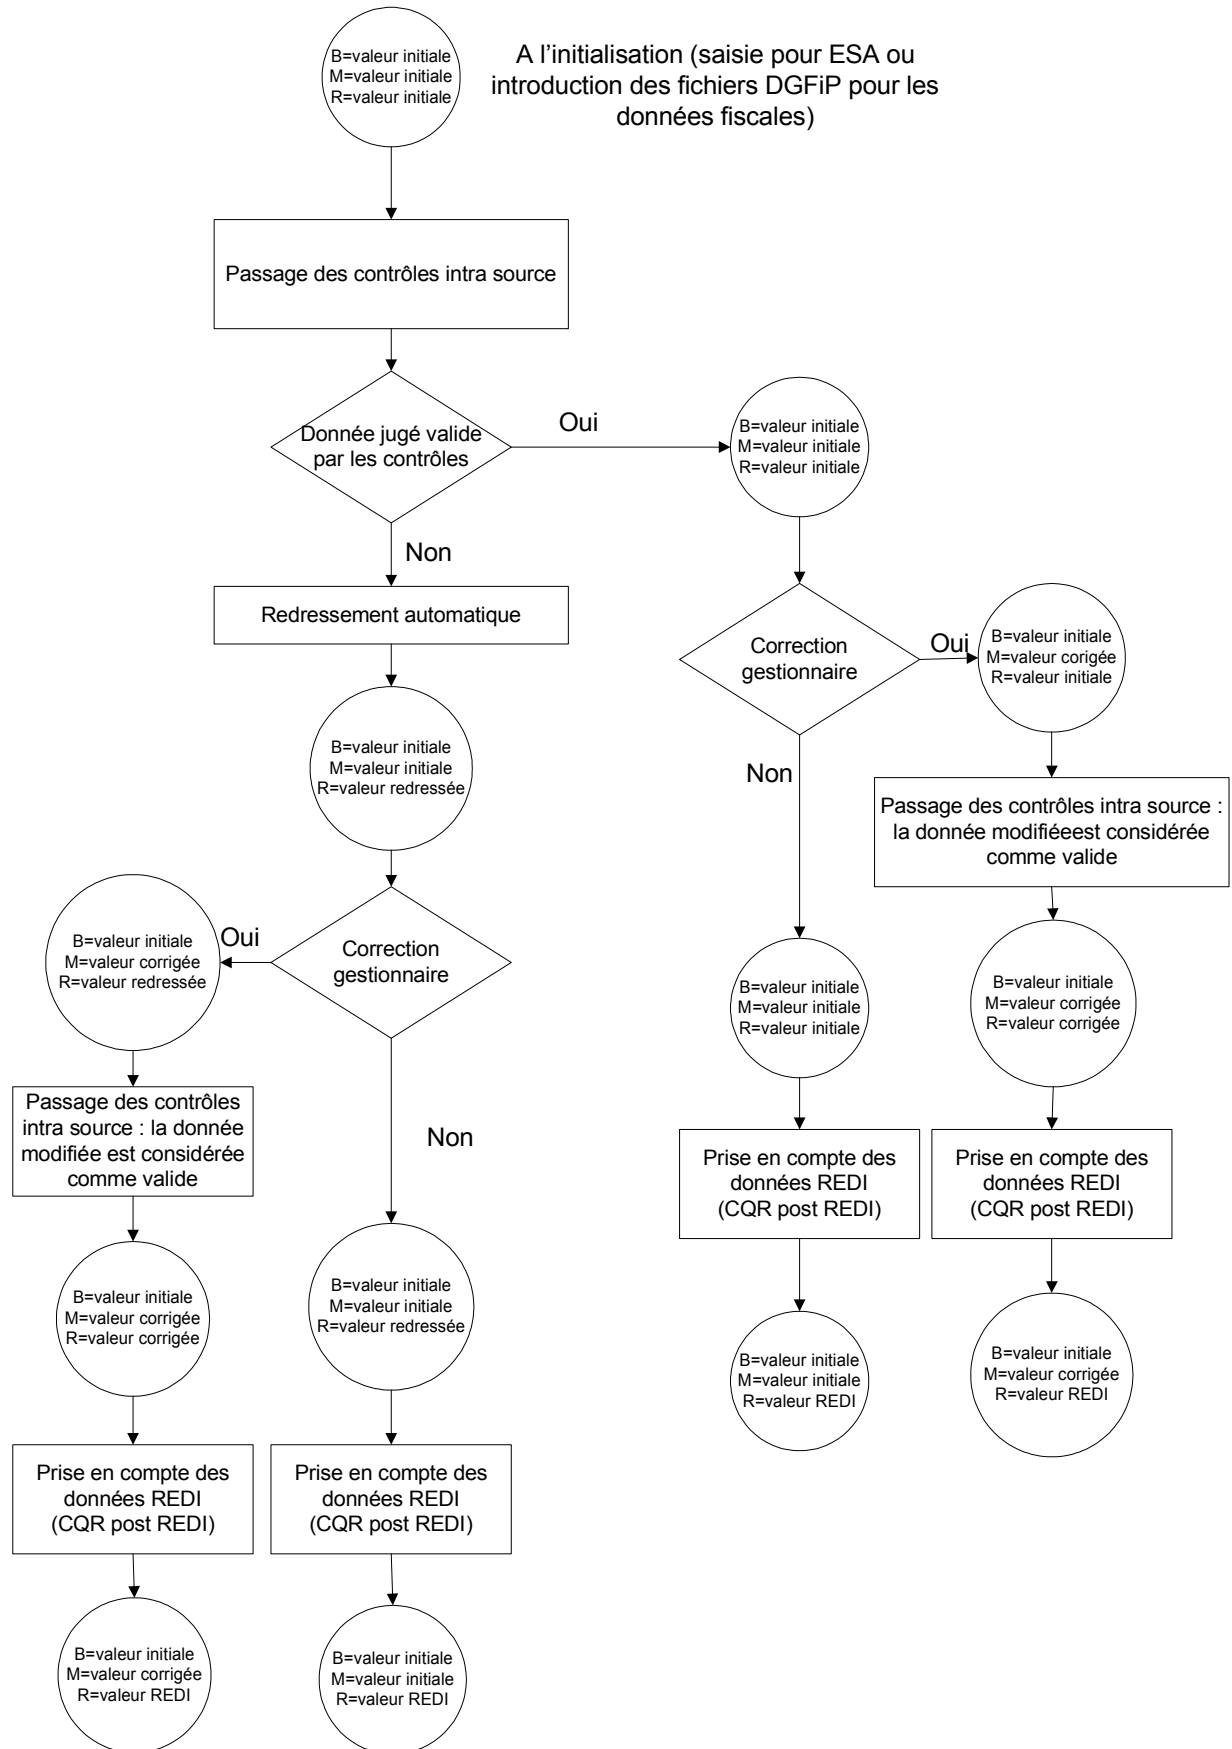 B=valeur initiale
M=valeur initiale
R=valeur initiale
A l'initialisation (saisie pour ESA ou
introduction des fichiers DGFiP pour les
données fiscales)
Passage des contrôles intra source
Donnée jugé valide
par les contrôles
Oui
B=valeur initiale
M=valeur initiale
R=valeur initiale
Non
Redressement automatique
Correction
gestionnaire
Oui
B=valeur initiale
M=valeur corigée
R=valeur initiale
B=valeur initiale
M=valeur initiale
R=valeur redressée
Non
Passage des contrôles intra source :
la donnée modifiéeest considérée
comme valide
B=valeur initiale
M=valeur corrigée
R=valeur redressée
Oui
Correction
gestionnaire
B=valeur initiale
M=valeur initiale
R=valeur initiale
B=valeur initiale
M=valeur corrigée
R=valeur corrigée
Passage des contrôles
intra source : la donnée
modifiée est considérée
comme valide
Non
Prise en compte des
données REDI
(CQR post REDI)
Prise en compte des
données REDI
(CQR post REDI)
B=valeur initiale
M=valeur corrigée
R=valeur corrigée
B=valeur initiale
M=valeur initiale
R=valeur redressée
B=valeur initiale
M=valeur initiale
R=valeur REDI
B=valeur initiale
M=valeur corrigée
R=valeur REDI
Prise en compte des
données REDI
(CQR post REDI)
Prise en compte des
données REDI
(CQR post REDI)
B=valeur initiale
M=valeur corrigée
R=valeur REDI
B=valeur initiale
M=valeur initiale
R=valeur REDI